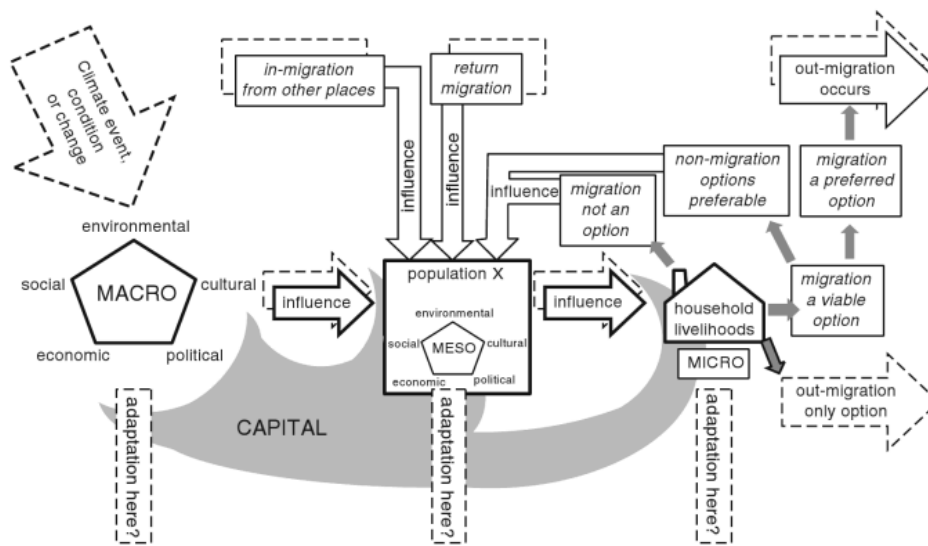 Climate event,
condition
or change
in-migration
from other places
return
migration
out-migration
occurs
influence
influence
influence
migration
not an
option
non-migration
options
preferable
migration
a preferred
option
environmental
social
MACRO
cultural
economic
political
influence
population X
environmental
social
MESO
cultural
economic
political
influence
household
livelihoods
MICRO
migration
a viable
option
out-migration
only option
CAPITAL
adaptation here?
adaptation here?
adaptation here?